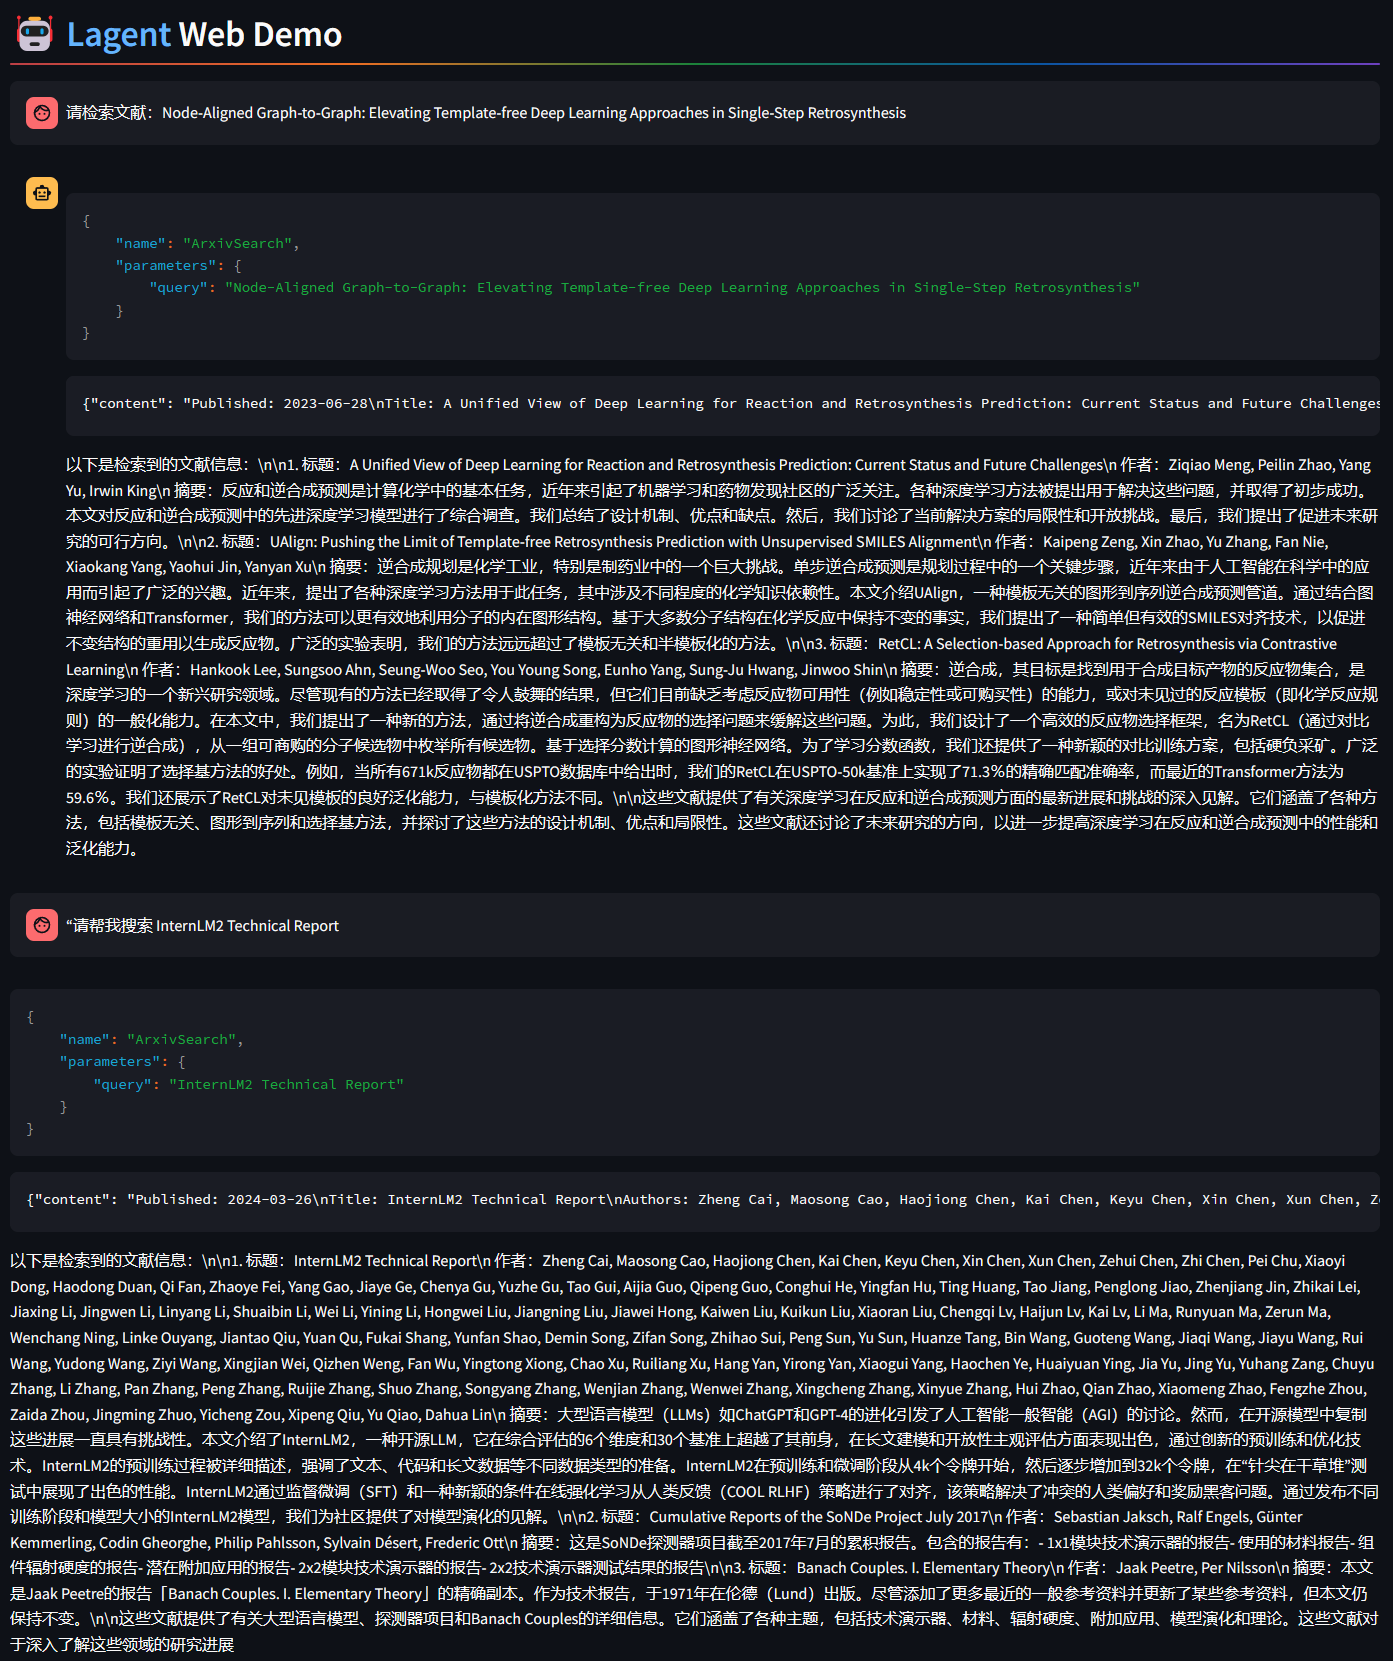 Lagent Web Demo
请检索文献：Node-Aligned Graph-to-Graph: Elevating Template-free Deep Learning Approaches in Single-Step Retrosynthesis
{
"name": "ArxivSearch",
"parameters": {
"query": "Node-Aligned Graph-to-Graph: Elevating Template-free Deep Learning Approaches in Single-Step Retrosynthesis"
}
}
{"content": "Published: 2023-06-28\nTitle: A Unified View of Deep Learning for Reaction and Retrosynthesis Prediction: Current Status and Future Challenges
以下是检索到的文献信息：\n\n1. 标题：A Unified View of Deep Learning for Reaction and Retrosynthesis Prediction: Current Status and Future Challenges\n 作者：Ziqiao Meng, Peilin Zhao, Yang
Yu, Irwin King\n 摘要：反应和逆合成预测是计算化学中的基本任务，近年来引起了机器学习和药物发现社区的广泛关注。各种深度学习方法被提出用于解决这些问题，并取得了初步成功。
本文对反应和逆合成预测中的先进深度学习模型进行了综合调查。我们总结了设计机制、优点和缺点。然后，我们讨论了当前解决方案的局限性和开放挑战。最后，我们提出了促进未来研
究的可行方向。\n\n2. 标题：UAlign: Pushing the Limit of Template-free Retrosynthesis Prediction with Unsupervised SMILES Alignment\n 作者：Kaipeng Zeng, Xin Zhao, Yu Zhang, Fan Nie,
Xiaokang Yang, Yaohui Jin, Yanyan Xu\n 摘要：逆合成规划是化学工业，特别是制药业中的一个巨大挑战。单步逆合成预测是规划过程中的一个关键步骤，近年来由于人工智能在科学中的应
用而引起了广泛的兴趣。近年来，提出了各种深度学习方法用于此任务，其中涉及不同程度的化学知识依赖性。本文介绍UAlign，一种模板无关的图形到序列逆合成预测管道。通过结合图
神经网络和Transformer，我们的方法可以更有效地利用分子的内在图形结构。基于大多数分子结构在化学反应中保持不变的事实，我们提出了一种简单但有效的SMILES对齐技术，以促进
不变结构的重用以生成反应物。广泛的实验表明，我们的方法远远超过了模板无关和半模板化的方法。\n\n3. 标题：RetCL: A Selection-based Approach for Retrosynthesis via Contrastive
Learning\n 作者：Hankook Lee, Sungsoo Ahn, Seung-Woo Seo, You Young Song, Eunho Yang, Sung-Ju Hwang, Jinwoo Shin\n 摘要：逆合成，其目标是找到用于合成目标产物的反应物集合，是
深度学习的一个新兴研究领域。尽管现有的方法已经取得了令人鼓舞的结果，但它们目前缺乏考虑反应物可用性（例如稳定性或可购买性）的能力，或对未见过的反应模板（即化学反应规
则）的一般化能力。在本文中，我们提出了一种新的方法，通过将逆合成重构为反应物的选择问题来缓解这些问题。为此，我们设计了一个高效的反应物选择框架，名为RetCL（通过对比
学习进行逆合成），从一组可商购的分子候选物中枚举所有候选物。基于选择分数计算的图形神经网络。为了学习分数函数，我们还提供了一种新颖的对比训练方案，包括硬负采矿。广泛
的实验证明了选择基方法的好处。例如，当所有671k反应物都在USPTO数据库中给出时，我们的RetCL在USPTO-50k基准上实现了71.3%的精确匹配准确率，而最近的Transformer方法为
59.6%。我们还展示了RetCL对未见模板的良好泛化能力，与模板化方法不同。\n\n这些文献提供了有关深度学习在反应和逆合成预测方面的最新进展和挑战的深入见解。它们涵盖了各种方
法，包括模板无关、图形到序列和选择基方法，并探讨了这些方法的设计机制、优点和局限性。这些文献还讨论了未来研究的方向，以进一步提高深度学习在反应和逆合成预测中的性能和
泛化能力。
“请帮我搜索 InternLM2 Technical Report
{
"name": "ArxivSearch",
"parameters": {
"query": "InternLM2 Technical Report"
}
}
{"content": "Published: 2024-03-26\nTitle: InternLM2 Technical Report\nAuthors: Zheng Cai, Maosong Cao, Haojiong Chen, Kai Chen, Keyu Chen, Xin Chen, Xun Chen, Ze
以下是检索到的文献信息：\n\n1. 标题：InternLM2 Technical Report\n 作者：Zheng Cai, Maosong Cao, Haojiong Chen, Kai Chen, Keyu Chen, Xin Chen, Xun Chen, Zehui Chen, Zhi Chen, Pei Chu, Xiaoyi
Dong, Haodong Duan, Qi Fan, Zhaoye Fei, Yang Gao, Jiaye Ge, Chenya Gu, Yuzhe Gu, Tao Gui, Aijia Guo, Qipeng Guo, Conghui He, Yingfan Hu, Ting Huang, Tao Jiang, Penglong Jiao, Zhenjiang Jin, Zhikai Lei,
Jiaxing Li, Jingwen Li, Linyang Li, Shuaibin Li, Wei Li, Yining Li, Hongwei Liu, Jiangning Liu, Jiawei Hong, Kaiwen Liu, Kuikun Liu, Xiaoran Liu, Chengqi Lv, Haijun Lv, Kai Lv, Li Ma, Runyuan Ma, Zerun Ma,
Wenchang Ning, Linke Ouyang, Jiantao Qiu, Yuan Qu, Fukai Shang, Yunfan Shao, Demin Song, Zifan Song, Zhihao Sui, Peng Sun, Yu Sun, Huanze Tang, Bin Wang, Guoteng Wang, Jiaqi Wang, Jiayu Wang, Rui
Wang, Yudong Wang, Ziyi Wang, Xingjian Wei, Qizhen Weng, Fan Wu, Yingtong Xiong, Chao Xu, Ruiliang Xu, Hang Yan, Yirong Yan, Xiaogui Yang, Haochen Ye, Huaiyuan Ying, Jia Yu, Jing Yu, Yuhang Zang, Chuyu
Zhang, Li Zhang, Pan Zhang, Peng Zhang, Ruijie Zhang, Shuo Zhang, Songyang Zhang, Wenjian Zhang, Wenwei Zhang, Xingcheng Zhang, Xinyue Zhang, Hui Zhao, Qian Zhao, Xiaomeng Zhao, Fengzhe Zhou,
Zaida Zhou, Jingming Zhuo, Yicheng Zou, Xipeng Qiu, Yu Qiao, Dahua Lin\n 摘要：大型语言模型（LLMs）如ChatGPT和GPT-4的进化引发了人工智能一般智能（AGI）的讨论。然而，在开源模型中复制
这些进展一直具有挑战性。本文介绍了InternLM2，一种开源LLM，它在综合评估的6个维度和30个基准上超越了其前身，在长文建模和开放性主观评估方面表现出色，通过创新的预训练和优化技
术。InternLM2的预训练过程被详细描述，强调了文本、代码和长文数据等不同数据类型的准备。InternLM2在预训练和微调阶段从4k个令牌开始，然后逐步增加到32k个令牌，在“针尖在干草堆”测
试中展现了出色的性能。InternLM2通过监督微调（SFT）和一种新颖的条件在线强化学习从人类反馈（COOL RLHF）策略进行了对齐，该策略解决了冲突的人类偏好和奖励黑客问题。通过发布不同
训练阶段和模型大小的InternLM2模型，我们为社区提供了对模型演化的见解。\n\n2. 标题：Cumulative Reports of the SoNDe Project July 2017\n 作者：Sebastian Jaksch, Ralf Engels, Günter
Kemmerling, Codin Gheorghe, Philip Pahlsson, Sylvain Désert, Frederic Ott\n 摘要：这是SoNDe探测器项目截至2017年7月的累积报告。包含的报告有：- 1x1模块技术演示器的报告- 使用的材料报告- 组
件辐射硬度的报告- 潜在附加应用的报告- 2x2模块技术演示器的报告- 2x2技术演示器测试结果的报告\n\n3. 标题：Banach Couples. I. Elementary Theory\n 作者：Jaak Peetre, Per Nilsson\n 摘要：本文
是Jaak Peetre的报告「Banach Couples. I. Elementary Theory」的精确副本。作为技术报告，于1971年在伦德（Lund）出版。尽管添加了更多最近的一般参考资料并更新了某些参考资料，但本文仍
保持不变。\n\n这些文献提供了有关大型语言模型、探测器项目和Banach Couples的详细信息。它们涵盖了各种主题，包括技术演示器、材料、辐射硬度、附加应用、模型演化和理论。这些文献对
于深入了解这些领域的研究进展